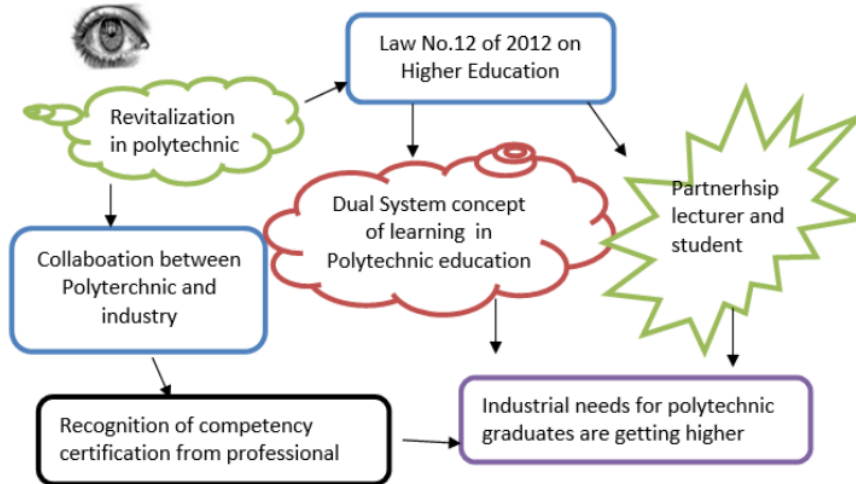 Law No.12 of 2012 on
Higher Education
Revitalization
in polytechnic
Dual System concept
of learning in
Polytechnic education
Partnerhsip
lecturer and
student
Collaboation between
Polyterchnic and
industry
Recognition of competency
certification from professional
Industrial needs for polytechnic
graduates are getting higher